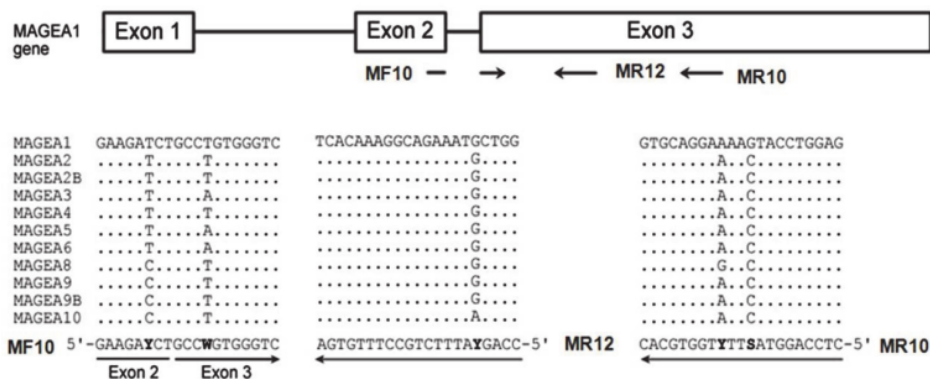 MAGEA1 gene
Exon 1 Exon 2 Exon 3
MF10 MR12 MR10
MAGEA1 GAAGATCTGCCTGTGGGTC TCACAAAGGCAGAAATGCTGG GTGCAGGAAAAGTACCTGGAG
MAGEA2 .....T.....T....... ................G.... ........A..C.........
MAGEA2B .....T.....T....... ................G.... ........A..C.........
MAGEA3 .....T.....A....... ................G.... ........A..C.........
MAGEA4 .....T.....T....... ................G.... ........A..C.........
MAGEA5 .....T.....A....... ................G.... ........A..C.........
MAGEA6 .....T.....A....... ................G.... ........A..C.........
MAGEA8 .....C.....T....... ................G.... ........G..C.........
MAGEA9 .....C.....T....... ................G.... ........A..C.........
MAGEA9B .....C.....T....... ................G.... ........A..C.........
MAGEA10 .....C.....T....... ................A.... ........A..C.........
MF10 5'-GAAGAYCTGCCWGTGGGTC AGTGTTTCCGTCTTTAYGACC-5' MR12 CACGTGGTYTTSATGGACCTC-5' MR10
Exon 2 Exon 3